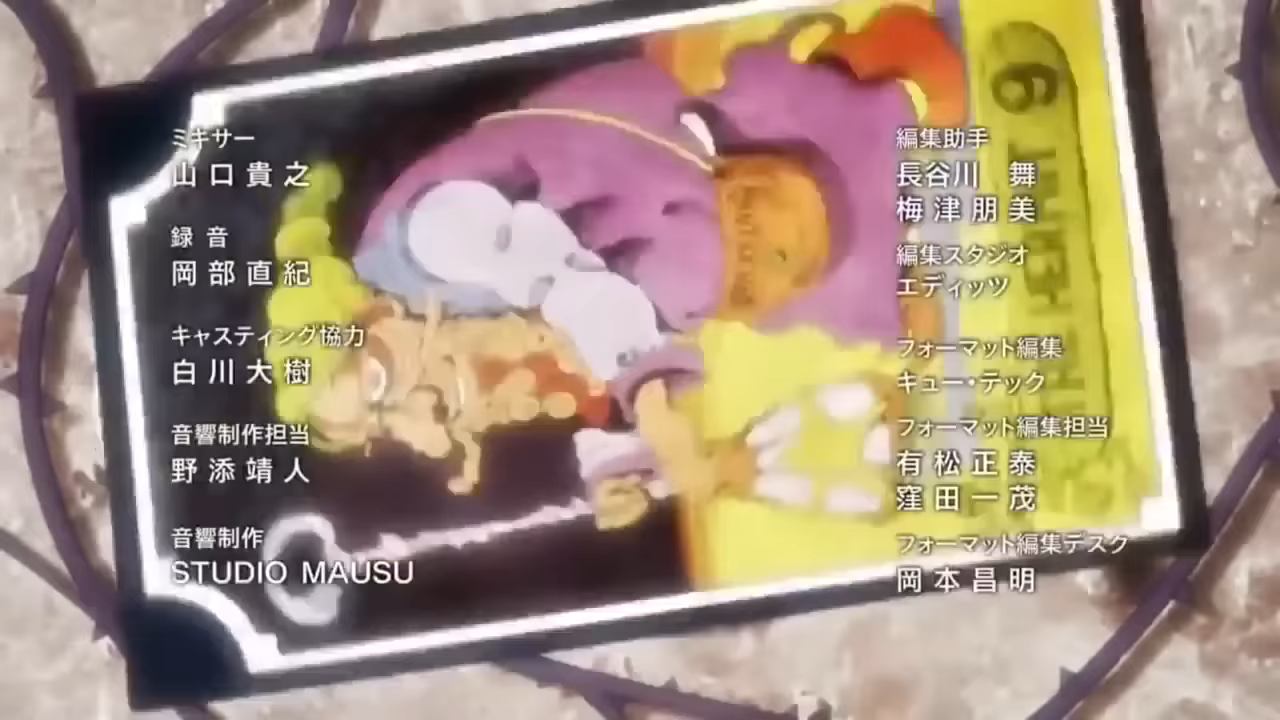 ミキサー
山口貴之
録音
岡部直紀
キャスティング協力
白川大樹
音響制作担当
野添靖人
音響制作
STUDIO MAUSU
編集助手
長谷川 舞
梅津朋美
編集スタジオ
エディッツ
フォーマット編集
キュー・テック
フォーマット編集担当
有松正泰
窪田一茂
フォーマット編集デスク
岡本昌明
9